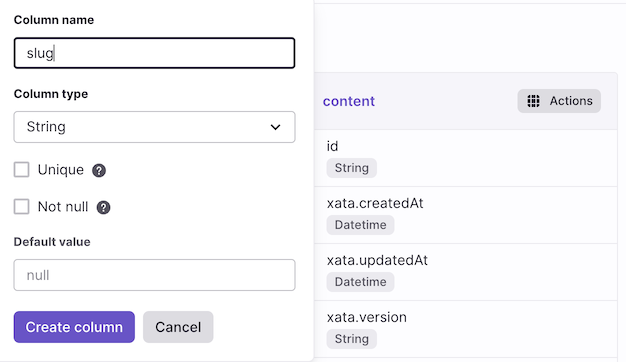 Column name
slug
Column type
String
Unique ?
Not null ?
Default value
null
Create column
Cancel
content
Actions
id
String
xata.createdAt
Datetime
xata.updatedAt
Datetime
xata.version
String